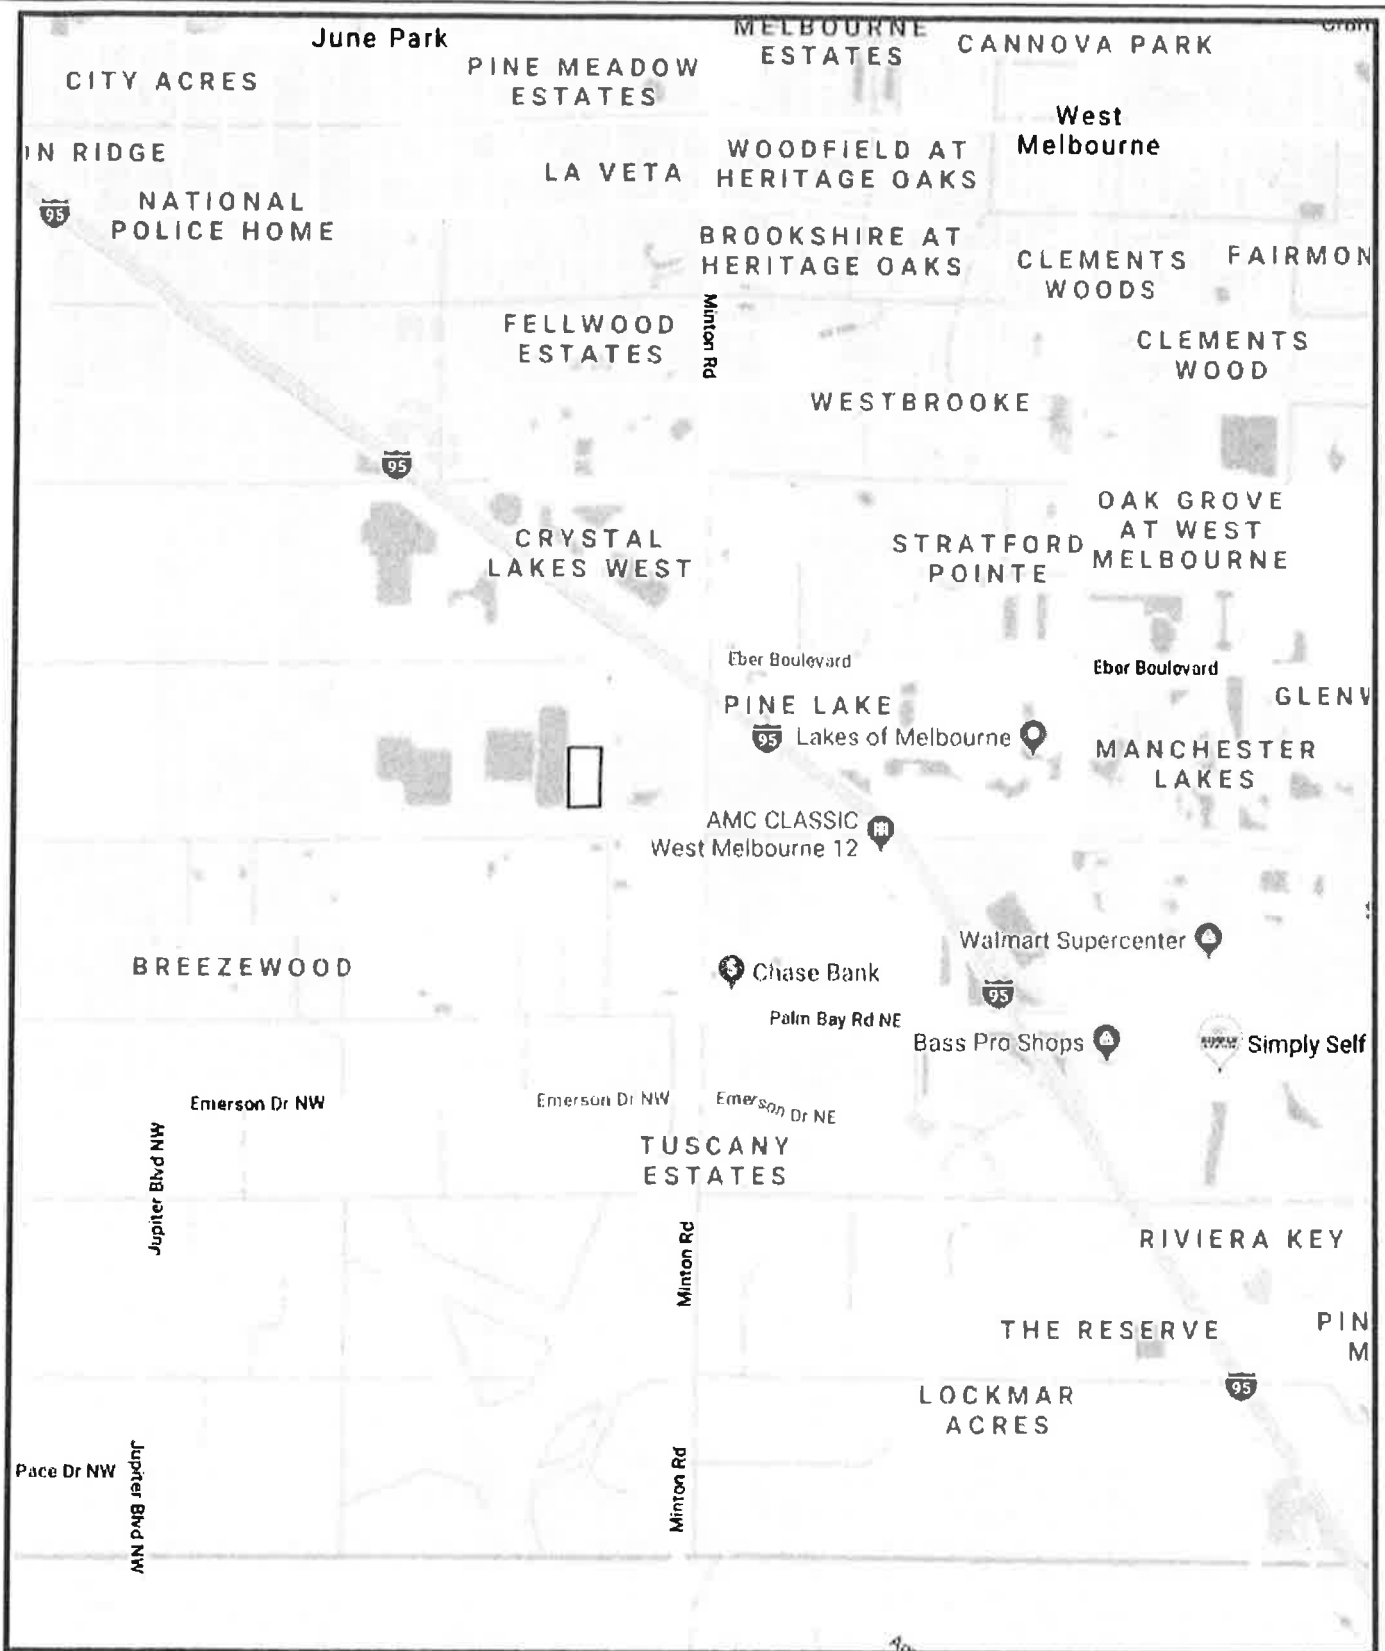 June Park
MELBOURNE
ESTATES
CANNOVA PARK
CITY ACRES
PINE MEADOW
ESTATES
West
Melbourne
ON RIDGE
LA VETA
WOODFIELD AT
HERITAGE OAKS
95
NATIONAL
POLICE HOME
BROOKSHIRE AT
HERITAGE OAKS
CLEMENTS
WOODS
FAIRMON
Minton Rd
FELLWOOD
ESTATES
CLEMENTS
WOOD
WESTBROOKE
95
OAK GROVE
AT WEST
MELBOURNE
CRYSTAL
LAKES WEST
STRATFORD
POINTE
Eber Boulevard
Eber Boulevard
PINE LAKE
GLENV
95
Lakes of Melbourne
MANCHESTER
LAKES
AMC CLASSIC
West Melbourne 12
Walmart Supercenter
BREEZEWOOD
Chase Bank
95
Palm Bay Rd NE
Bass Pro Shops
Simply Self
Emerson Dr NW
Emerson Dr NW
Emerson Dr NE
Jupiter Blvd NW
TUSCANY
ESTATES
Minton Rd
RIVIERA KEY
THE RESERVE
PIN
M
95
LOCKMAR
ACRES
Pace Dr NW
Jupiter Blvd NW
Minton Rd